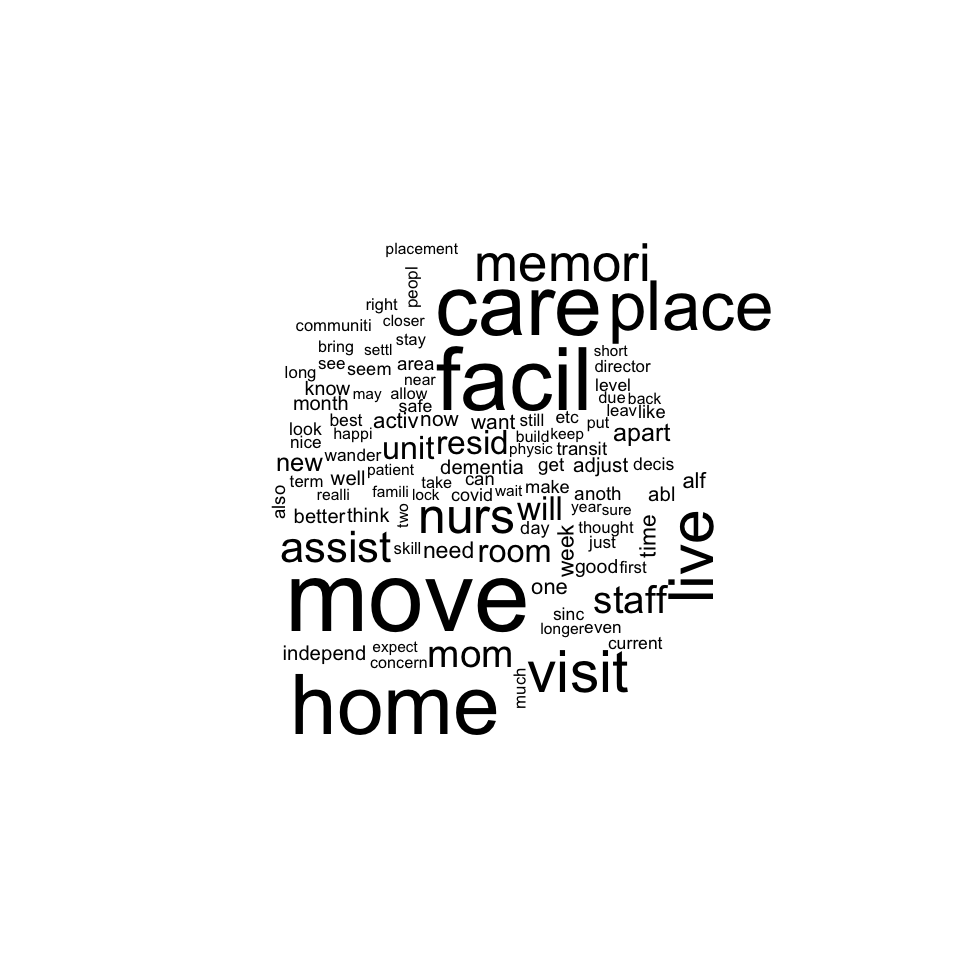 placement
memori
peopl
care
place
right
closer
communiti
stay
bring
settl
facil
short
see
seem
area
director
long
near
level
know
may
allow
due
back
month
safe
leav
like
best
activ
now
want
still
etc
put
look
happi
unit
resid
build
keep
apart
nice
physic
transit
new
wander
dementia
get
adjust
decis
term
well
patient
can
alf
also
realli
famili
lock
take
covid
wait
make
anoth
abl
better
think
two
nurs
will
year
sure
day
thought
assist
skill
need
room
week
just
time
live
good
first
move
one
staff
sinc
longer
even
independ
expect
mom
current
concern
visit
much
home